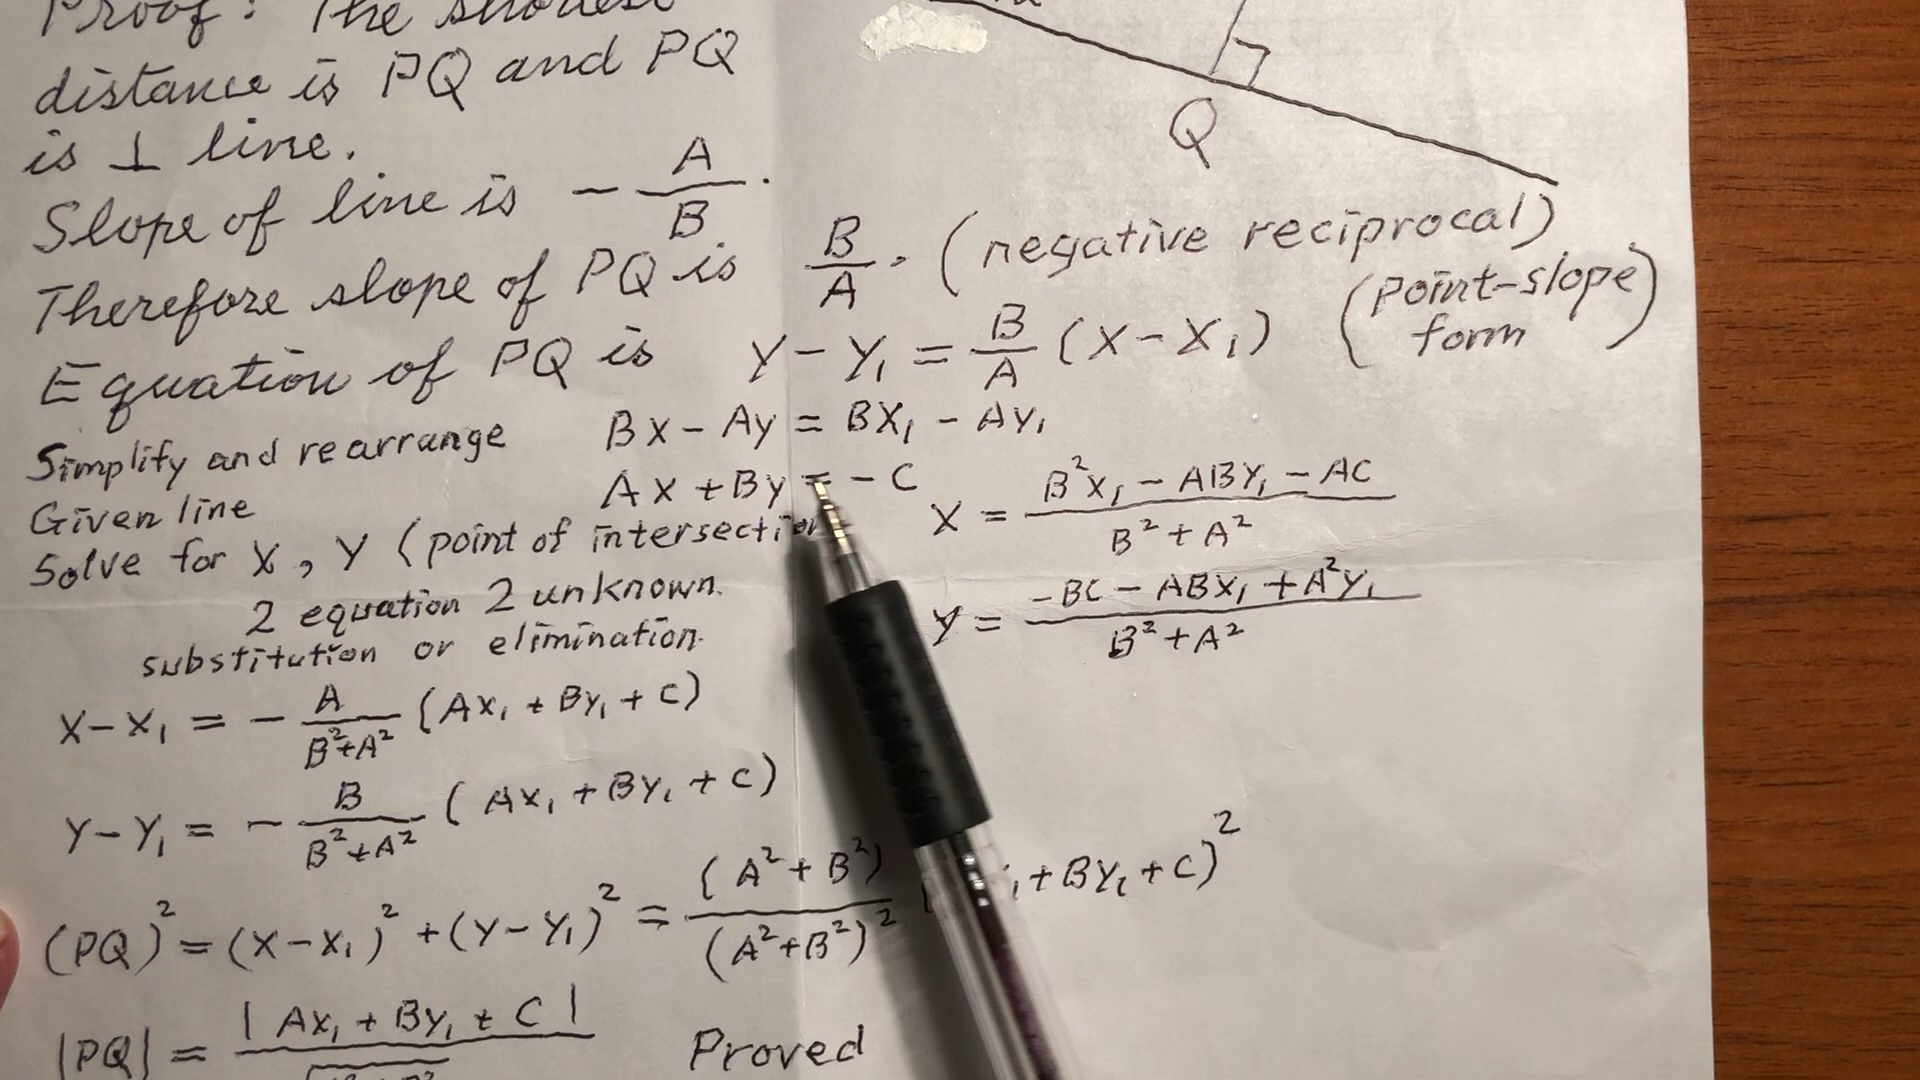 Proof: The shortest
distance is PQ and PQ
is ⊥ line.
Q
Slope of line is - A/B.
Therefore slope of PQ is B/A. (negative reciprocal)
Equation of PQ is Y - Y₁ = B/A (X - X₁) (point-slope form)
Simplify and rearrange BX - Ay = BX₁ - AY₁
Given line AX + By = - C
Solve for X, Y (point of intersection
2 equation 2 unknown.
substitution or elimination.
X = (B²X₁ - ABY₁ - AC)/(B² + A²)
Y = (-BC - ABX₁ + A²Y₁)/(B² + A²)
X - X₁ = - A/(B²+A²) (AX₁ + BY₁ + C)
Y - Y₁ = - B/(B²+A²) (AX₁ + BY₁ + C)
(PQ)² = (X - X₁)² + (Y - Y₁)² = (A² + B²)/(A²+B²)² ₁ + BY₁ + C)²
|PQ| = |AX₁ + BY₁ + C| Proved